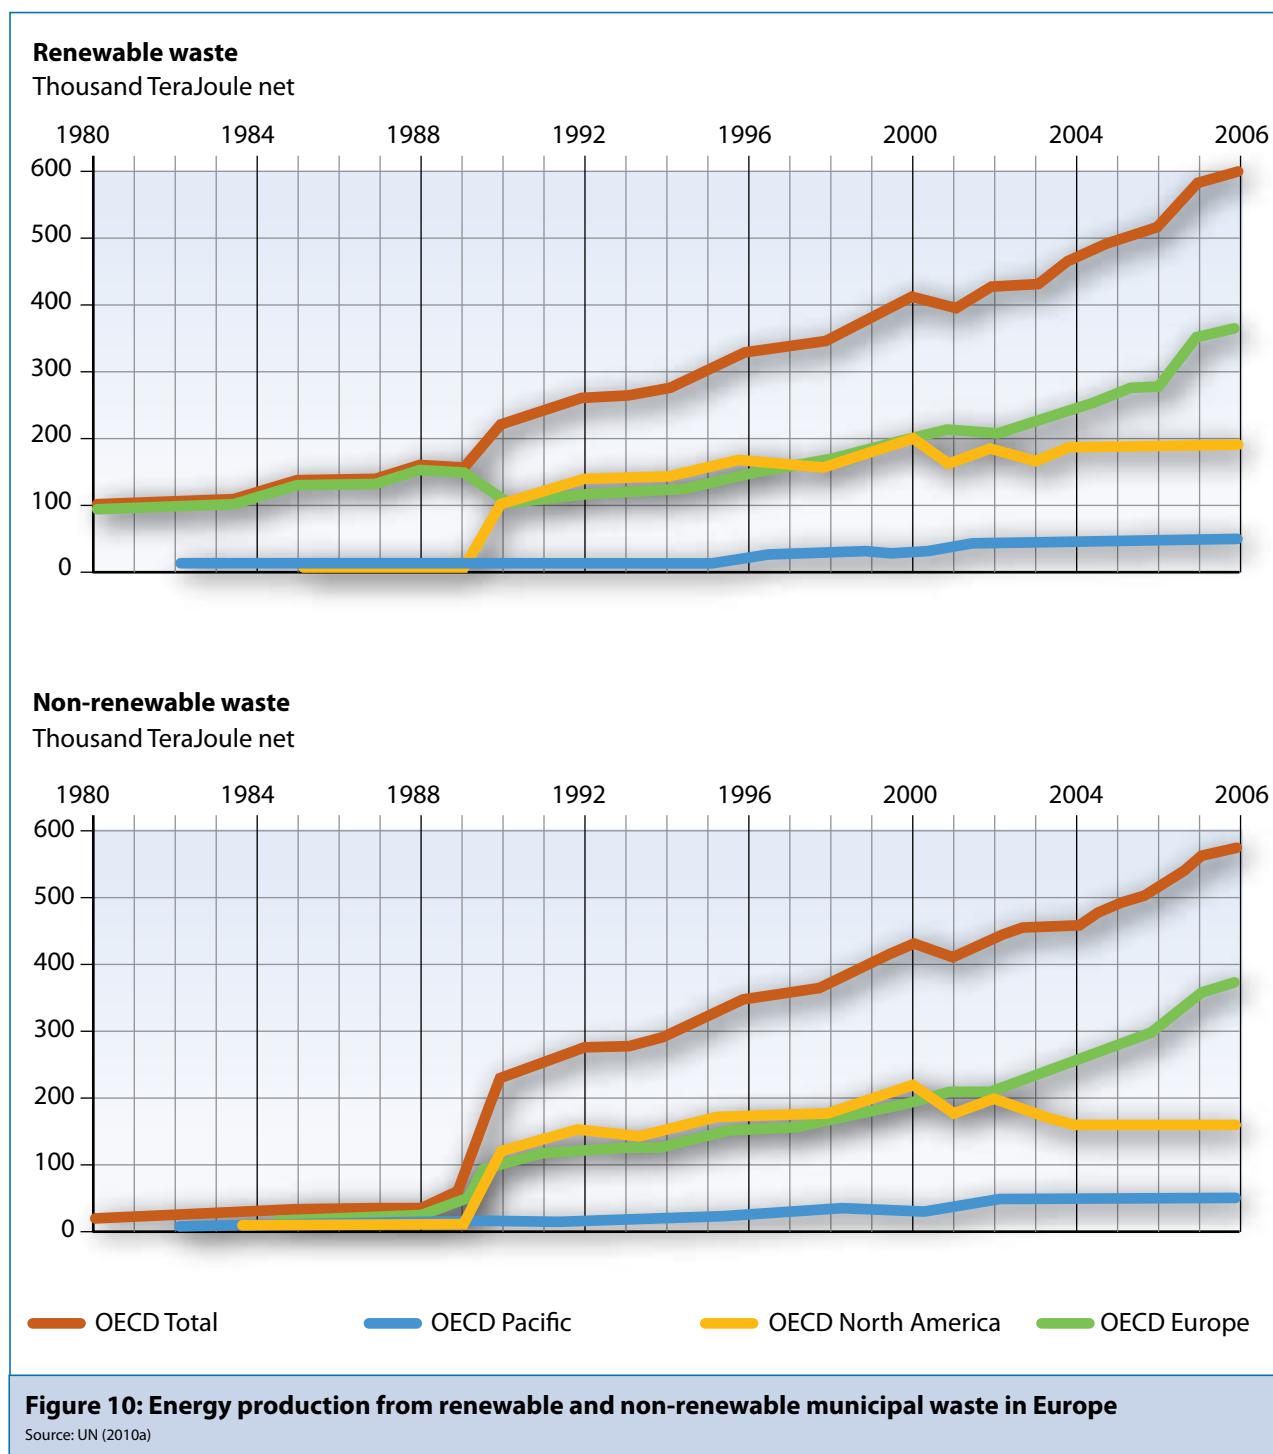 Renewable waste
Thousand TeraJoule net
1980 1984 1988 1992 1996 2000 2004 2006
600
500
400
300
200
100
0
Non-renewable waste
Thousand TeraJoule net
1980 1984 1988 1992 1996 2000 2004 2006
600
500
400
300
200
100
0
OECD Total OECD Pacific OECD North America OECD Europe
Figure 10: Energy production from renewable and non-renewable municipal waste in Europe
Source: UN (2010a)